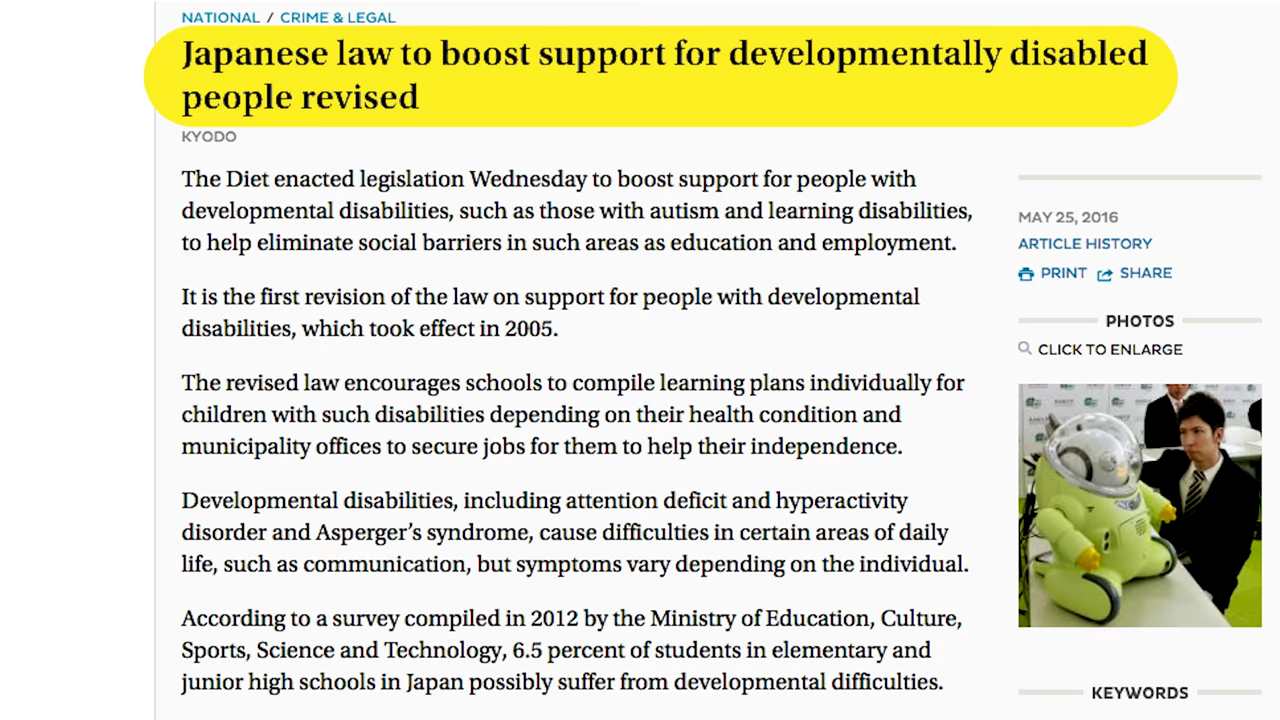 NATIONAL / CRIME & LEGAL
Japanese law to boost support for developmentally disabled
people revised
KYODO
The Diet enacted legislation Wednesday to boost support for people with
developmental disabilities, such as those with autism and learning disabilities,
to help eliminate social barriers in such areas as education and employment.
It is the first revision of the law on support for people with developmental
disabilities, which took effect in 2005.
The revised law encourages schools to compile learning plans individually for
children with such disabilities depending on their health condition and
municipality offices to secure jobs for them to help their independence.
Developmental disabilities, including attention deficit and hyperactivity
disorder and Asperger's syndrome, cause difficulties in certain areas of daily
life, such as communication, but symptoms vary depending on the individual.
According to a survey compiled in 2012 by the Ministry of Education, Culture,
Sports, Science and Technology, 6.5 percent of students in elementary and
junior high schools in Japan possibly suffer from developmental difficulties.
MAY 25, 2016
ARTICLE HISTORY
PRINT SHARE
PHOTOS
CLICK TO ENLARGE
KEYWORDS